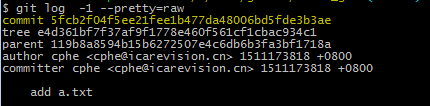 $ git log -1 --pretty=raw
commit 5fcb2f04f5ee21fee1b477da48006bd5fde3b3ae
tree e4d361bf7f37af9f1778e460f561cf1cbac934c1
parent 119b8a8594b15b6272507e4c6db6b3fa3bf1718a
author cphe <cphe@icarevision.cn> 1511173818 +0800
committer cphe <cphe@icarevision.cn> 1511173818 +0800
add a.txt